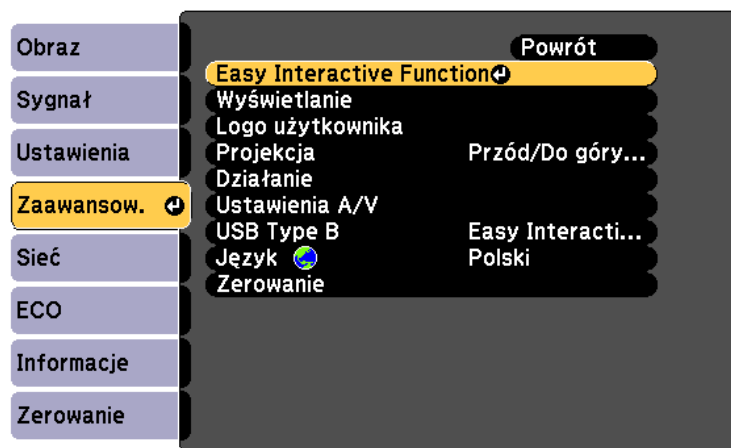 Obraz
Sygnał
Ustawienia
Zaawansow.
Sieć
ECO
Informacje
Zerowanie
Powrót
Easy Interactive Function
Wyświetlanie
Logo użytkownika
Projekcja Przód/Do góry...
Działanie
Ustawienia A/V
USB Type B Easy Interacti...
Język Polski
Zerowanie